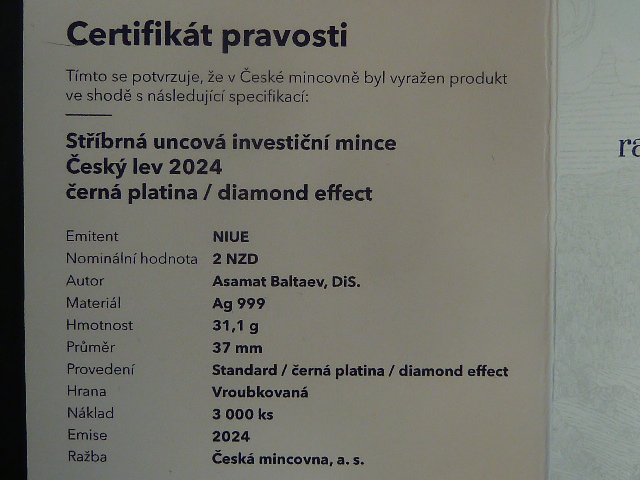 Certifikát pravosti
Tímto se potvrzuje, že v České mincovně byl vyražen produkt
ve shodě s následující specifikací:
Stříbrná uncová investiční mince
Český lev 2024
černá platina / diamond effect
Emitent NIUE
Nominální hodnota 2 NZD
Autor Asamat Baltaev, DiS.
Materiál Ag 999
Hmotnost 31,1 g
Průměr 37 mm
Provedení Standard / černá platina / diamond effect
Hrana Vroubkovaná
Náklad 3 000 ks
Emise 2024
Ražba Česká mincovna, a. s.